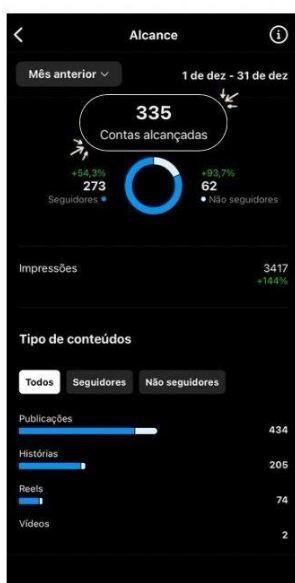 Alcance
Mês anterior
1 de dez - 31 de dez
335
Contas alcançadas
+54,3%
273
Seguidores
+93,7%
62
Não seguidores
Impressões
3417
+144%
Tipo de conteúdos
Todos
Seguidores
Não seguidores
Publicações
434
Histórias
205
Reels
74
Vídeos
2